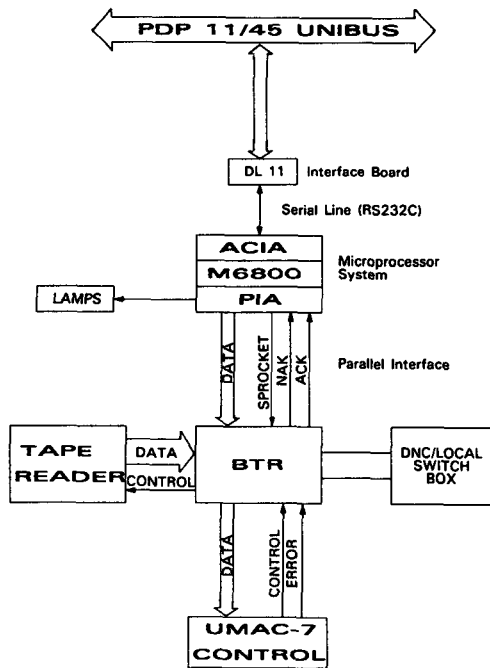 PDP 11/45 UNIBUS
DL 11
Interface Board
Serial Line (RS232C)
ACIA
M6800
PIA
Microprocessor
System
LAMPS
DATA
SPROCKET
NAK
ACK
Parallel Interface
TAPE
READER
DATA
CONTROL
BTR
DNC/LOCAL
SWITCH
BOX
DATA
CONTROL
ERROR
UMAC-7
CONTROL